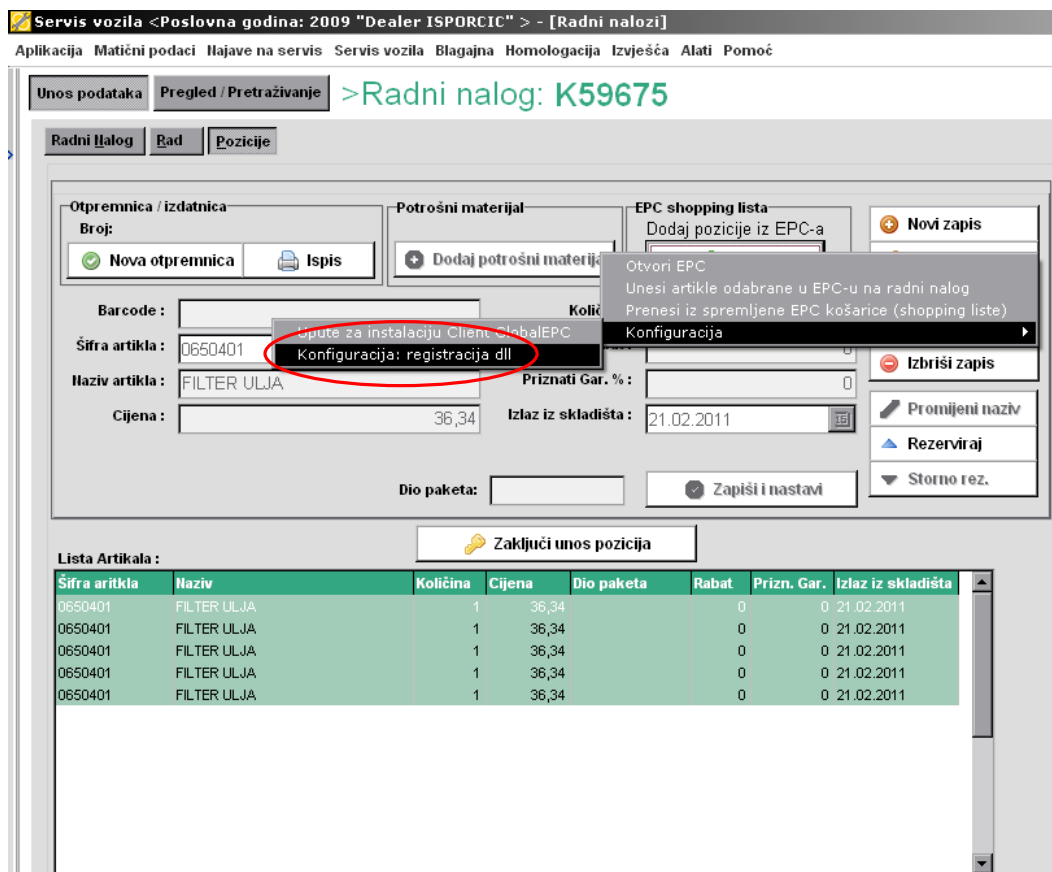 Servis vozila <Poslovna godina: 2009 "Dealer ISPORCIC" > - [Radni nalozi]
Aplikacija Matični podaci Najave na servis Servis vozila Blagajna Homologacija Izvješća Alati Pomoć
Unos podataka Pregled / Pretraživanje >Radni nalog: K59675
Radni Nalog Rad Pozicije
Otpremnica / izdatnica Potrošni materijal EPC shopping lista
Broj: Dodaj pozicije iz EPC-a Novi zapis
Nova otpremnica Ispis Dodaj potrošni materija
Otvori EPC
Unesi artikle odabrane u EPC-u na radni nalog
Prenesi iz spremljene EPC košarice (shopping liste)
Konfiguracija
Barcode : Količ
Upute za instalaciju Client GlobalEPC
Konfiguracija: registracija dll
Šifra artikla : 0650401 0
Izbriši zapis
Naziv artikla : FILTER ULJA Priznati Gar. % : 0
Cijena : 36,34 Izlaz iz skladišta : 21.02.2011 15
Promijeni naziv
Rezerviraj
Dio paketa: Zapiši i nastavi Storno rez.
Zaključi unos pozicija
Lista Artikala :
Šifra aritkla Naziv Količina Cijena Dio paketa Rabat Prizn. Gar. Izlaz iz skladišta
0650401 FILTER ULJA 1 36,34 0 0 21.02.2011
0650401 FILTER ULJA 1 36,34 0 0 21.02.2011
0650401 FILTER ULJA 1 36,34 0 0 21.02.2011
0650401 FILTER ULJA 1 36,34 0 0 21.02.2011
0650401 FILTER ULJA 1 36,34 0 0 21.02.2011